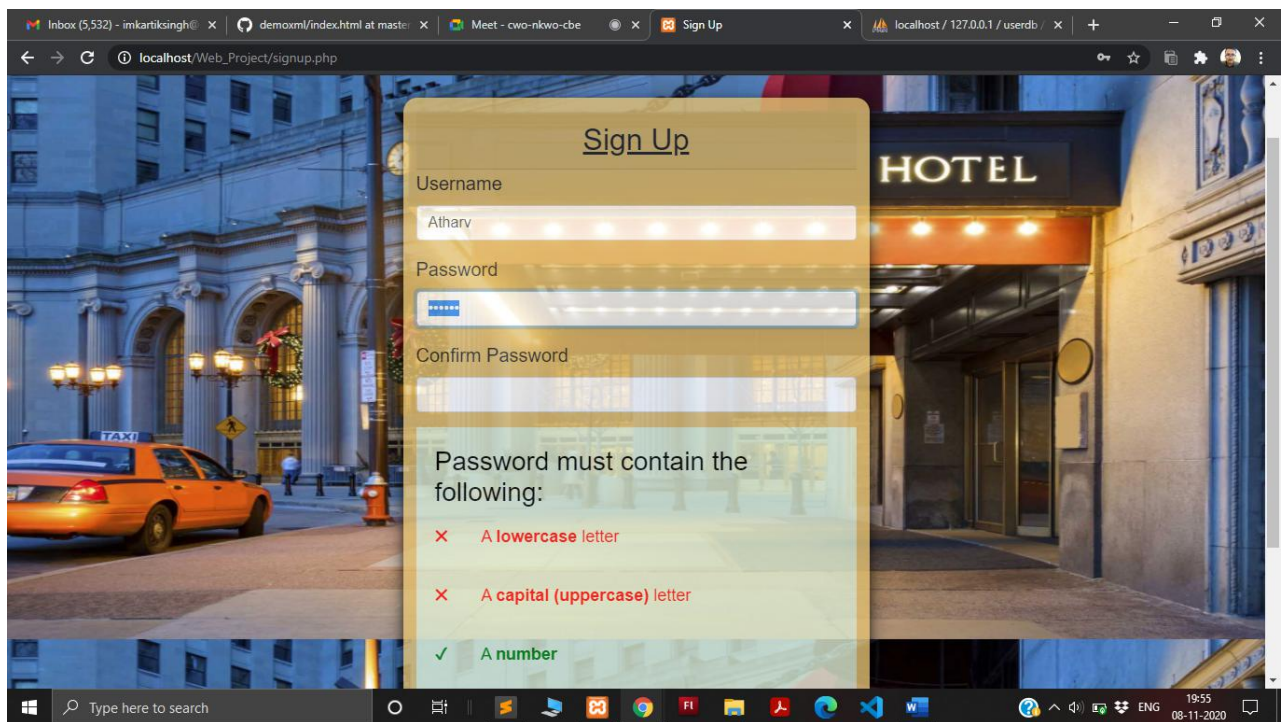 Inbox (5,532) - imkartiksingh@
demoxml/index.html at master
Meet - cwo-nkwo-cbe
Sign Up
localhost / 127.0.0.1 / userdb /
localhost/Web_Project/signup.php
HOTEL
TAXI
Sign Up
Username
Atharv
Password
••••••
Confirm Password
Password must contain the
following:
✕ A lowercase letter
✕ A capital (uppercase) letter
✓ A number
Type here to search
FL
ENG
19:55
08-11-2020